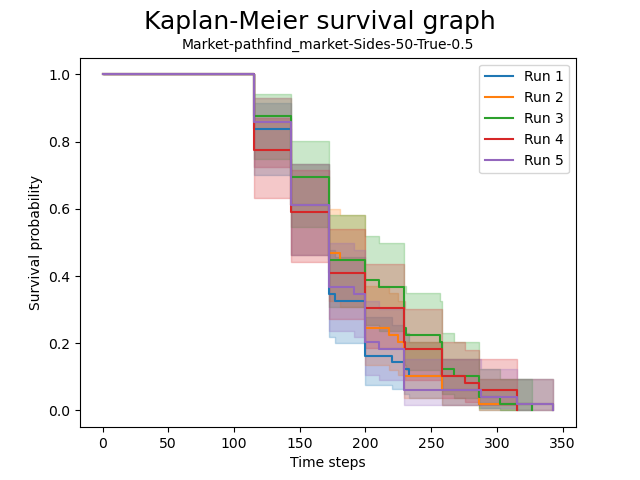 Kaplan-Meier survival graph
Market-pathfind_market-Sides-50-True-0.5
Survival probability
1.0
0.8
0.6
0.4
0.2
0.0
Run 1
Run 2
Run 3
Run 4
Run 5
0 50 100 150 200 250 300 350
Time steps